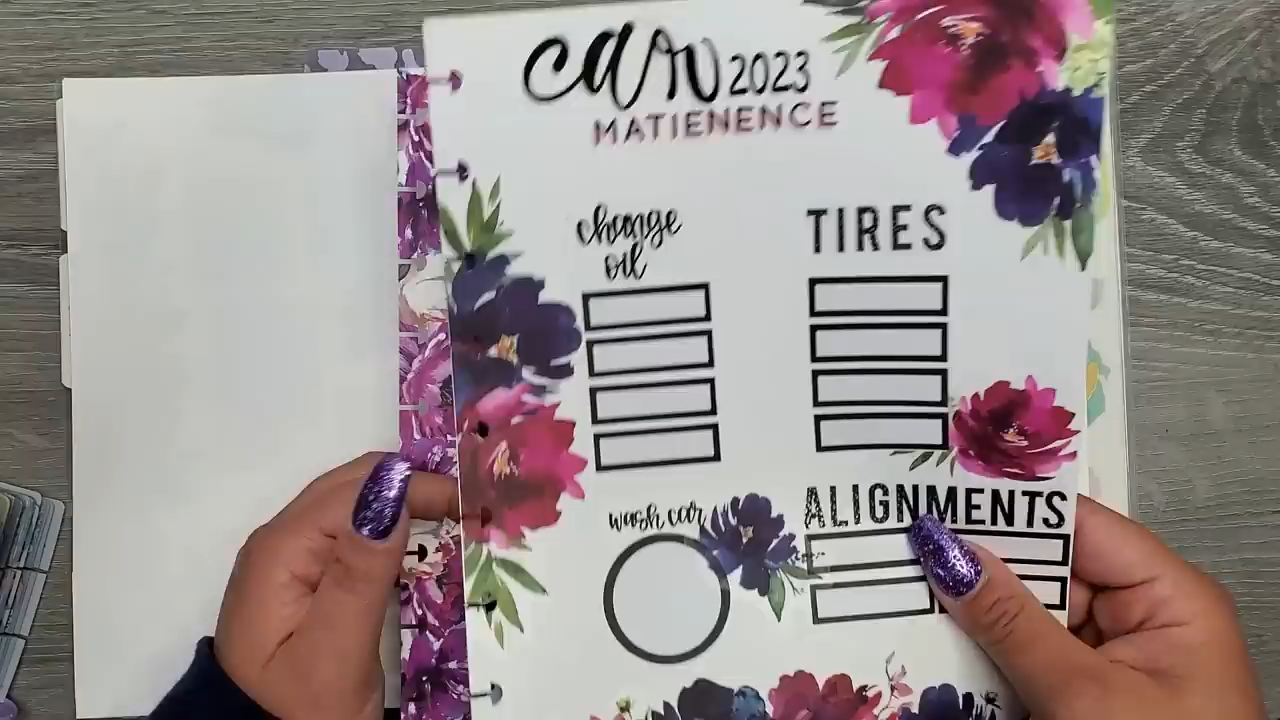 car 2023
MATIENENCE
change
oil
TIRES
wash car
ALIGNMENTS